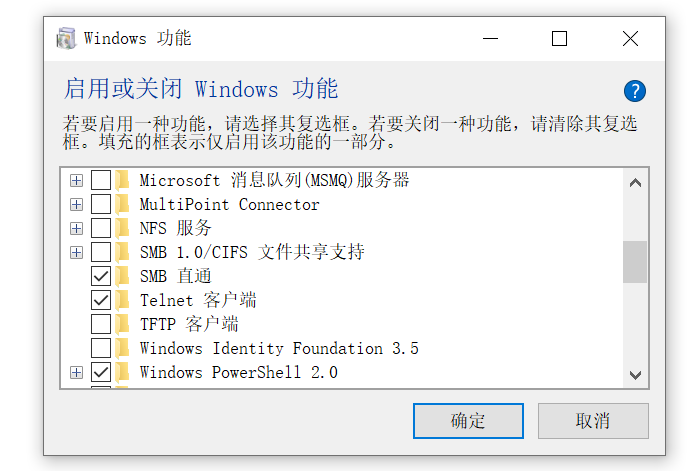 Windows 功能
启用或关闭 Windows 功能
若要启用一种功能，请选择其复选框。若要关闭一种功能，请清除其复选
框。填充的框表示仅启用该功能的一部分。
Microsoft 消息队列(MSMQ)服务器
MultiPoint Connector
NFS 服务
SMB 1.0/CIFS 文件共享支持
SMB 直通
Telnet 客户端
TFTP 客户端
Windows Identity Foundation 3.5
Windows PowerShell 2.0
确定
取消